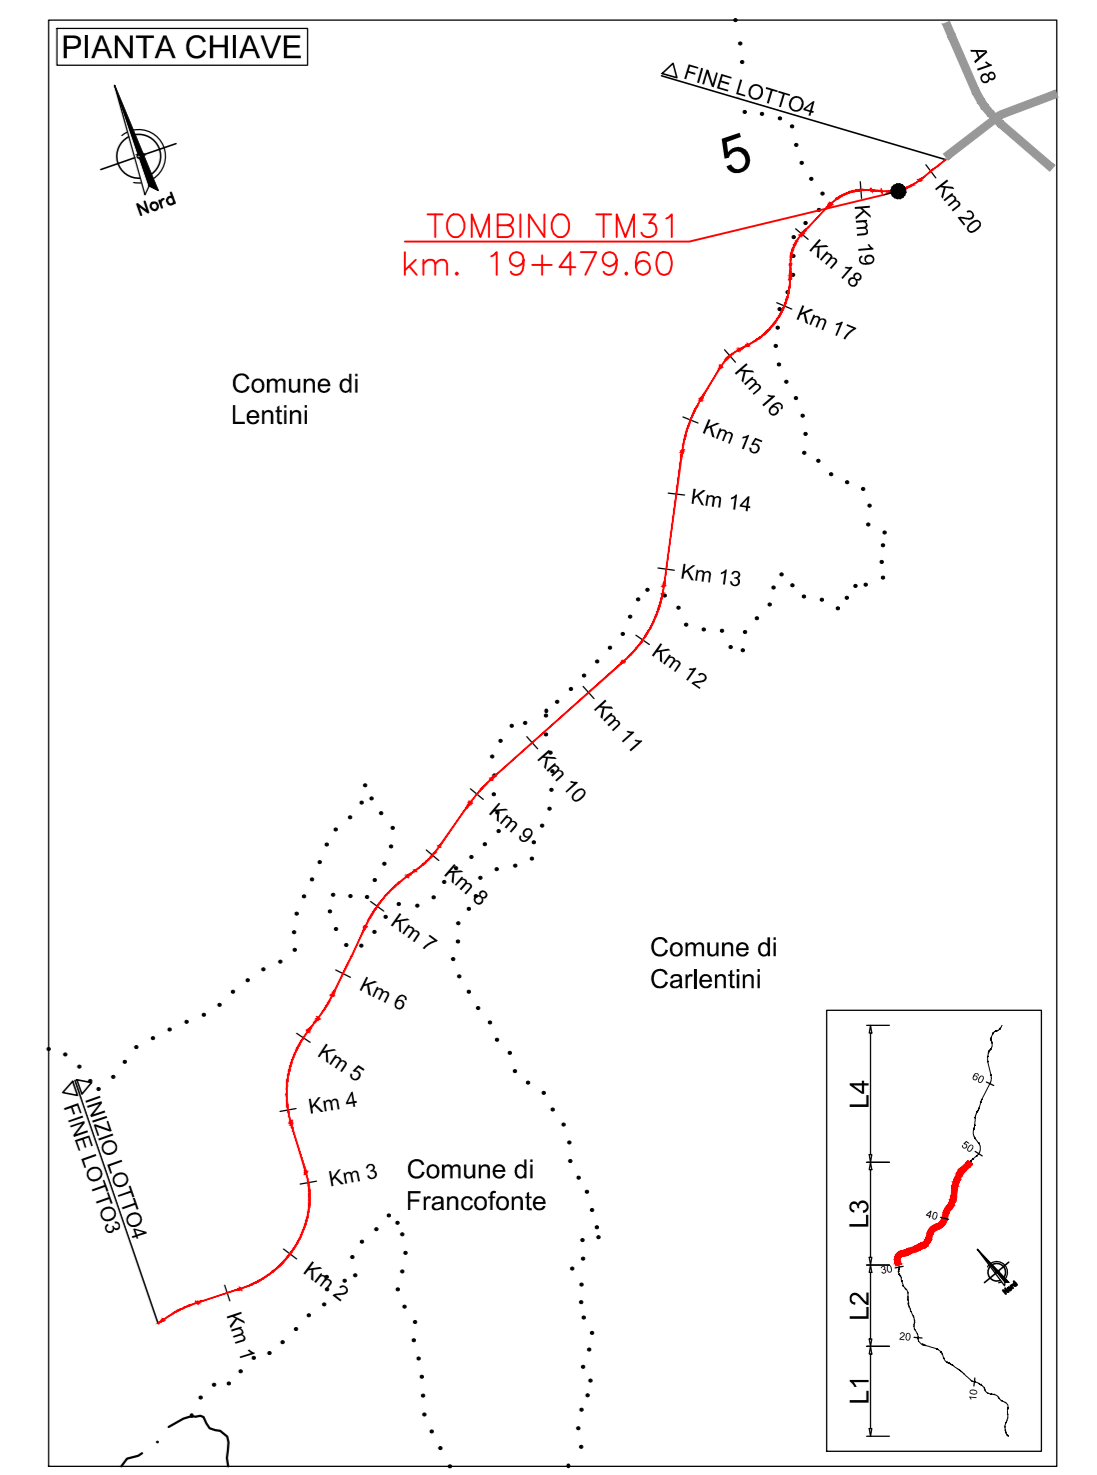 PIANTA CHIAVE
Nord
FINE LOTTO4
A18
5
TOMBINO TM31
km. 19+479.60
Km 20
Km 19
Km 18
Km 17
Km 16
Km 15
Km 14
Km 13
Km 12
Km 11
Km 10
Km 9
Km 8
Km 7
Km 6
Km 5
Km 4
Km 3
Km 2
Km 1
Comune di
Lentini
Comune di
Carlentini
Comune di
Francofonte
INIZIO LOTTO4
FINE LOTTO3
L4
L3
L2
L1
60
50
40
30
20
10